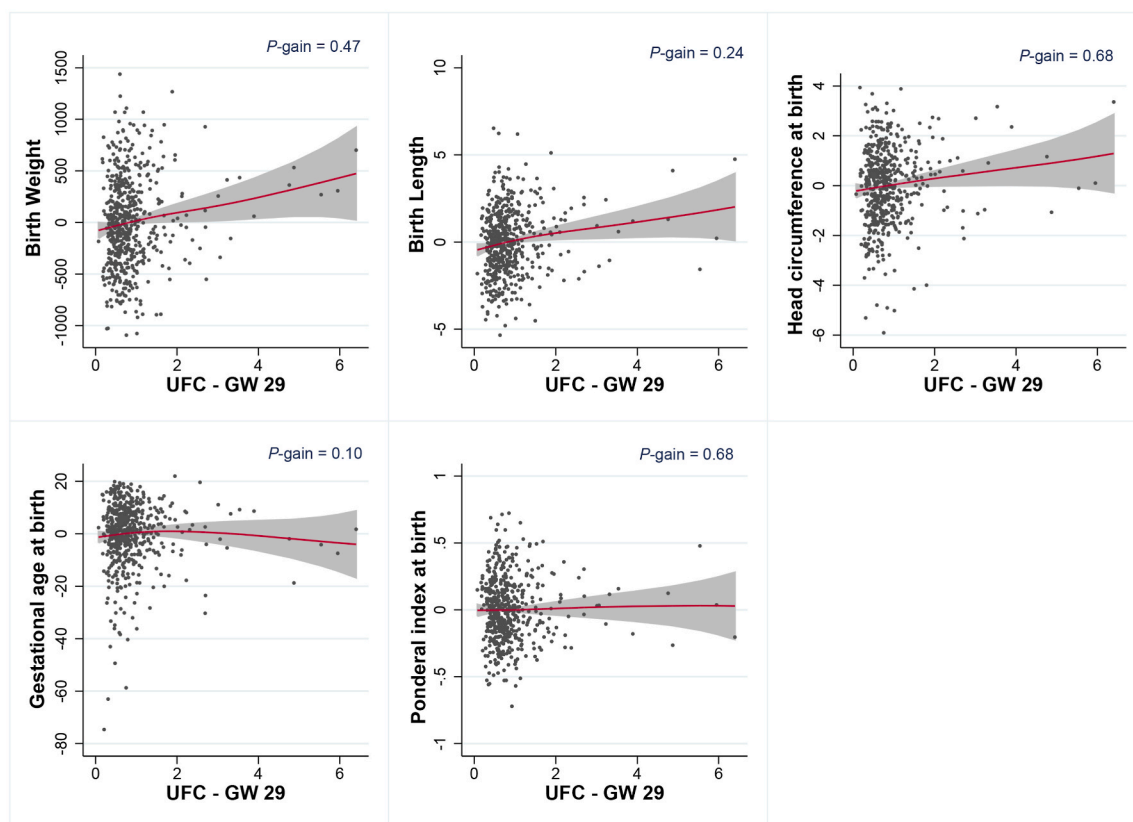 P-gain = 0.47
Birth Weight
1500
1000
500
0
-500
-1000
0 2 4 6
UFC - GW 29
P-gain = 0.24
Birth Length
10
5
0
-5
0 2 4 6
UFC - GW 29
P-gain = 0.68
Head circumference at birth
4
2
0
-2
-4
-6
0 2 4 6
UFC - GW 29
P-gain = 0.10
Gestational age at birth
20
0
-20
-40
-60
-80
0 2 4 6
UFC - GW 29
P-gain = 0.68
Ponderal index at birth
1
.5
0
-.5
-1
0 2 4 6
UFC - GW 29